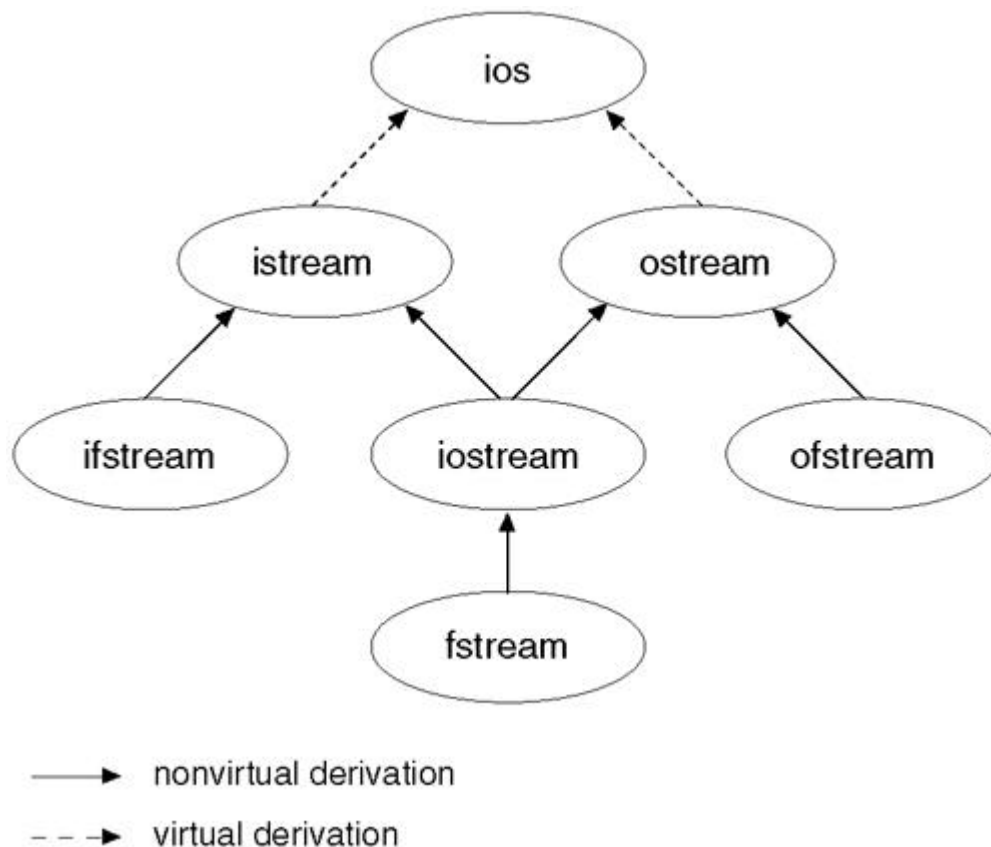 ios
istream
ostream
ifstream
iostream
ofstream
fstream
nonvirtual derivation
virtual derivation